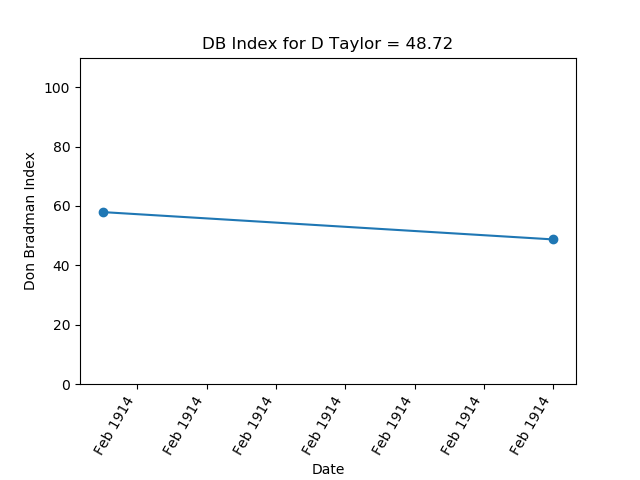 DB Index for D Taylor = 48.72
100
80
60
40
20
0
Don Bradman Index
Feb 1914
Feb 1914
Feb 1914
Feb 1914
Feb 1914
Feb 1914
Feb 1914
Date